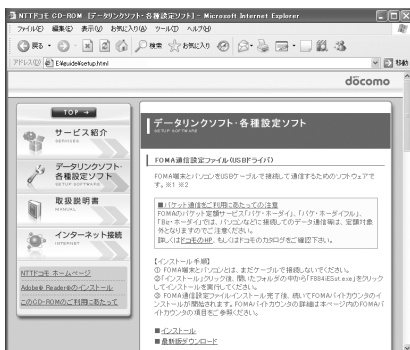 NTTドコモ CD-ROM [データリンクソフト・各種設定ソフト] - Microsoft Internet Explorer
ファイル(F) 編集(E) 表示(V) お気に入り(A) ツール(T) ヘルプ(H)
戻る 検索 お気に入り
アドレス(D) 移動
döcomo
TOP
サービス紹介
SERVICES
データリンクソフト・
各種設定ソフト
SETUP SOFTWARE
取扱説明書
MANUAL
インターネット接続
INTERNET
NTTドコモ ホームページ
Adobe® Reader®のインストール
このCD-ROMのご利用にあたって
データリンクソフト・各種設定ソフト
SETUP SOFTWARE
FOMA通信設定ファイル(USBドライバ)
FOMA端末とパソコンをUSBケーブルで接続して通信するためのソフトウェアで
す。※1 ※2
■パケット通信をご利用にあたっての注意
FOMAのパケット定額サービス「パケ・ホーダイ」、「パケ・ホーダイフル」、
「Biz・ホーダイ」では、パソコンなどに接続してのデータ通信等は、定額対象
外となりますのでご注意ください。
詳しくはドコモのHP、もしくはドコモのカタログをご確認下さい。
【インストール手順】
① FOMA端末とパソコンは、まだケーブルで接続しないでください。
②「インストール」クリック後、開いたフォルダの中から「F884iESst.exe」をクリック
してインストールを実行してください。
③ FOMA通信設定ファイルインストール完了後、続いてFOMAバイトカウンタのイ
ンストールが開始されます。FOMAバイトカウンタの詳細は本ページ内のFOMAバ
イトカウンタの項目をご参照ください。
■インストール
■最新版ダウンロード